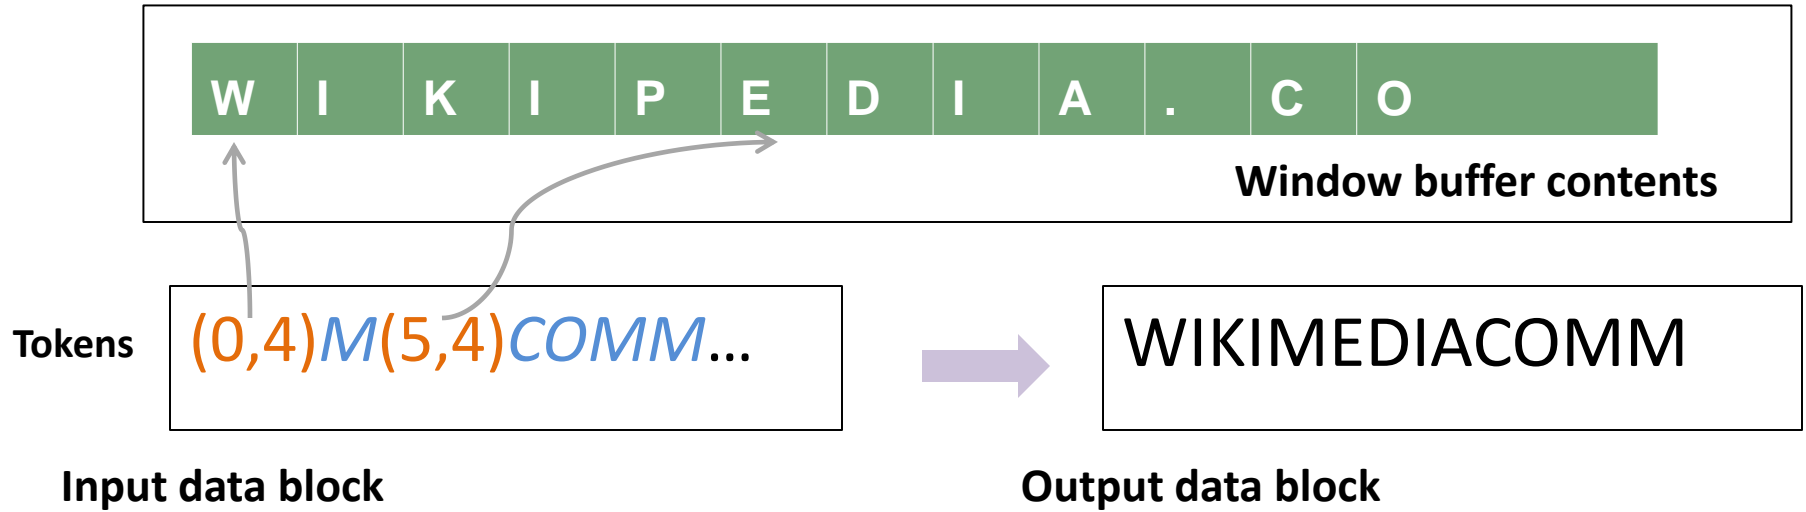 W I K I P E D I A . C O
Window buffer contents
Tokens
(0,4)M(5,4)COMM...
WIKIMEDIACOMM
Input data block
Output data block